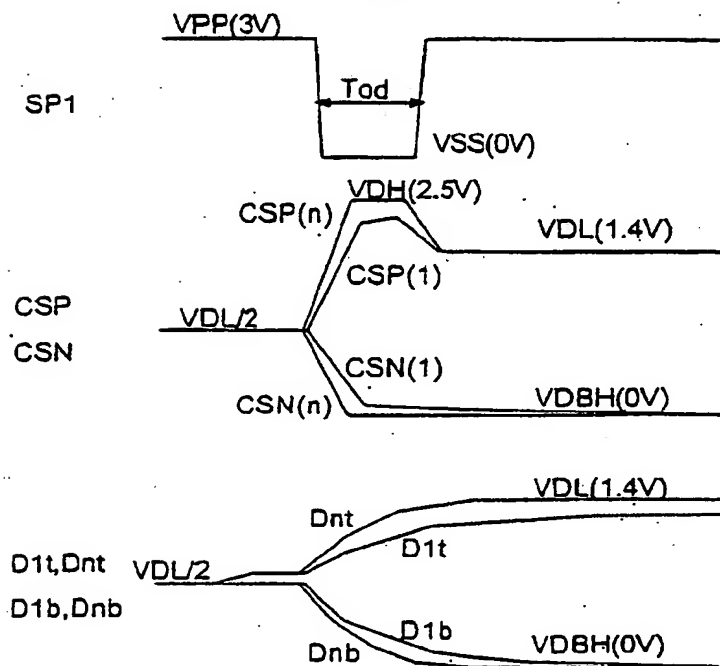 VPP(3V)
SP1
Tod
VSS(0V)
VDH(2.5V)
CSP(n)
VDL(1.4V)
CSP(1)
CSP
VDL/2
CSN
CSN(1)
CSN(n)
VDBH(0V)
VDL(1.4V)
Dnt
D1t
D1t,Dnt
VDL/2
D1b,Dnb
D1b
Dnb
VDBH(0V)